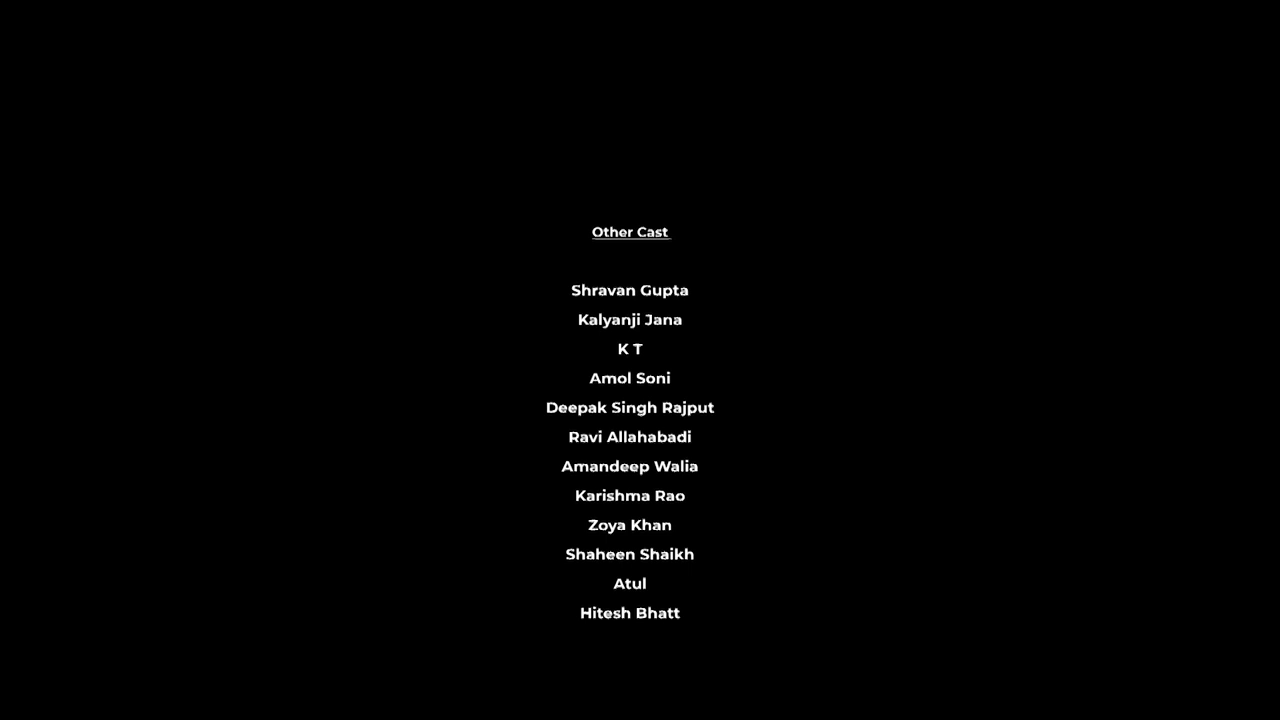 Other Cast
Shravan Gupta
Kalyanji Jana
K T
Amol Soni
Deepak Singh Rajput
Ravi Allahabadi
Amandeep Walia
Karishma Rao
Zoya Khan
Shaheen Shaikh
Atul
Hitesh Bhatt